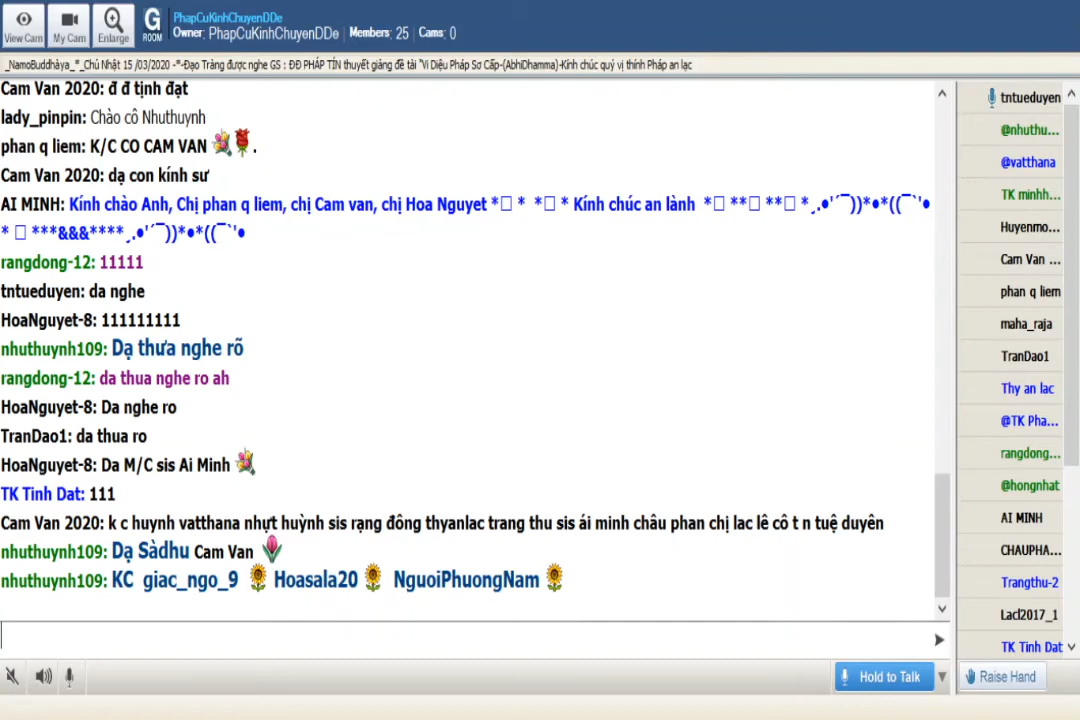 View Cam
My Cam
Enlarge
G
ROOM
PhapCuKinhChuyenDDe
Owner: PhapCuKinhChuyenDDe Members: 25 Cams: 0
_NamoBuddhàya_*_Chủ Nhật 15 /03/2020 -*-Đạo Tràng được nghe GS : ĐĐ PHÁP TÍN thuyết giảng đề tài "Vi Diệu Pháp Sơ Cấp-(AbhiDhamma)-Kính chúc quý vị thính Pháp an lạc
Cam Van 2020: đ đ tịnh đạt
lady_pinpin: Chào cô Nhuthuynh
phan q liem: K/C CO CAM VAN .
Cam Van 2020: dạ con kính sư
AI MINH: Kính chào Anh, Chị phan q liem, chị Cam van, chị Hoa Nguyet *□ * *□ * Kính chúc an lành *□ **□ **□ *¸.•'´¯))*•*((¯`'•
* □ ***&&&****¸.•'´¯))*•*((¯`'•
rangdong-12: 11111
tntueduyen: da nghe
HoaNguyet-8: 111111111
nhuthuynh109: Dạ thưa nghe rõ
rangdong-12: da thua nghe ro ah
HoaNguyet-8: Da nghe ro
TranDao1: da thua ro
HoaNguyet-8: Da M/C sis Ai Minh
TK Tinh Dat: 111
Cam Van 2020: k c huynh vatthana nhựt huỳnh sis rạng đông thyanlac trang thu sis ái minh châu phan chị lac lê cô t n tuệ duyên
nhuthuynh109: Dạ Sàdhu Cam Van
nhuthuynh109: KC giac_ngo_9 Hoasala20 NguoiPhuongNam
tntueduyen
@nhuthu...
@vatthana
TK minhh...
Huyenmo...
Cam Van ...
phan q liem
maha_raja
TranDao1
Thy an lac
@TK Pha...
rangdong...
@hongnhat
AI MINH
CHAUPHA...
Trangthu-2
Lacl2017_1
TK Tinh Dat
Hold to Talk
Raise Hand